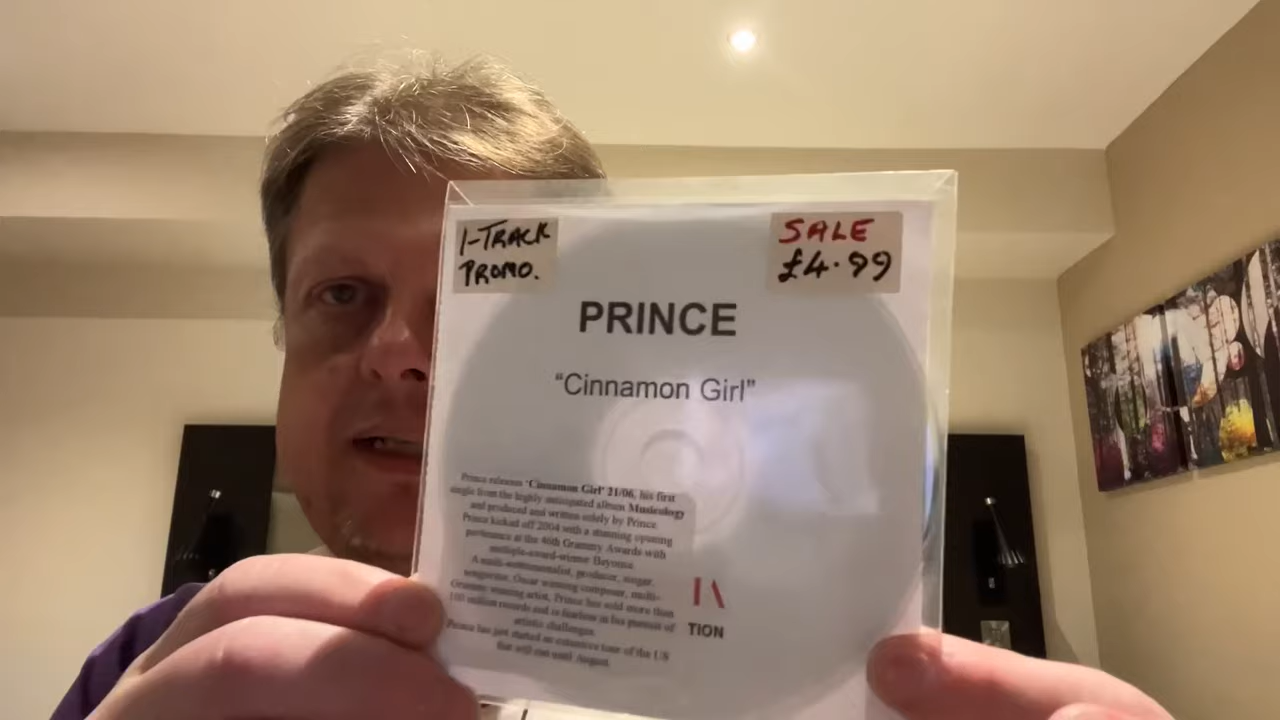 1-TRACK
PROMO.
SALE
£4.99
PRINCE
“Cinnamon Girl”
Prince releases ‘Cinnamon Girl’ 21/06, his first
single from the highly anticipated album Musicology
and produced and written solely by Prince.
Prince kicked off 2004 with a stunning opening
performance at the 46th Grammy Awards with
multiple-award-winner Beyonce.
A multi-instrumentalist, producer, singer,
songwriter, Oscar winning composer, multi-
Grammy winning artist, Prince has sold more than
100 million records and is fearless in his pursuit of
artistic challenges.
Prince has just started an extensive tour of the US
that will run until August.
TION